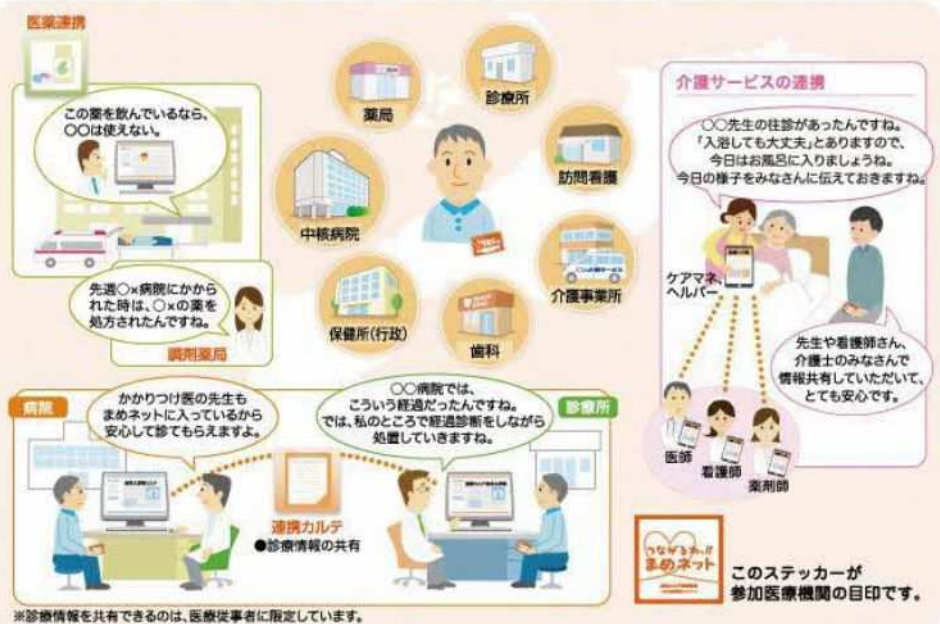 医薬連携
この薬を飲んでいるなら、
〇〇は使えない。
先週〇×病院にかから
れた時は、〇×の薬を
処方されたんですね。
調剤薬局
薬局
診療所
訪問看護
介護事業所
歯科
保健所(行政)
中核病院
介護サービスの連携
〇〇先生の往診があったんですね。
「入浴しても大丈夫」とありますので、
今日はお風呂に入りましょうね。
今日の様子をみなさんに伝えておきますね。
ケアマネ、
ヘルパー
先生や看護師さん、
介護士のみなさんで
情報共有していただいて、
とても安心です。
医師
看護師
薬剤師
病院
かかりつけ医の先生も
まめネットに入っているから
安心して診てもらえますよ。
〇〇病院では、
こういう経過だったんですね。
では、私のところで経過診断をしながら
処置していきますね。
診療所
連携カルテ
●診療情報の共有
つながるわ!!
まめネット
このステッカーが
参加医療機関の目印です。
※診療情報を共有できるのは、医療従事者に限定しています。